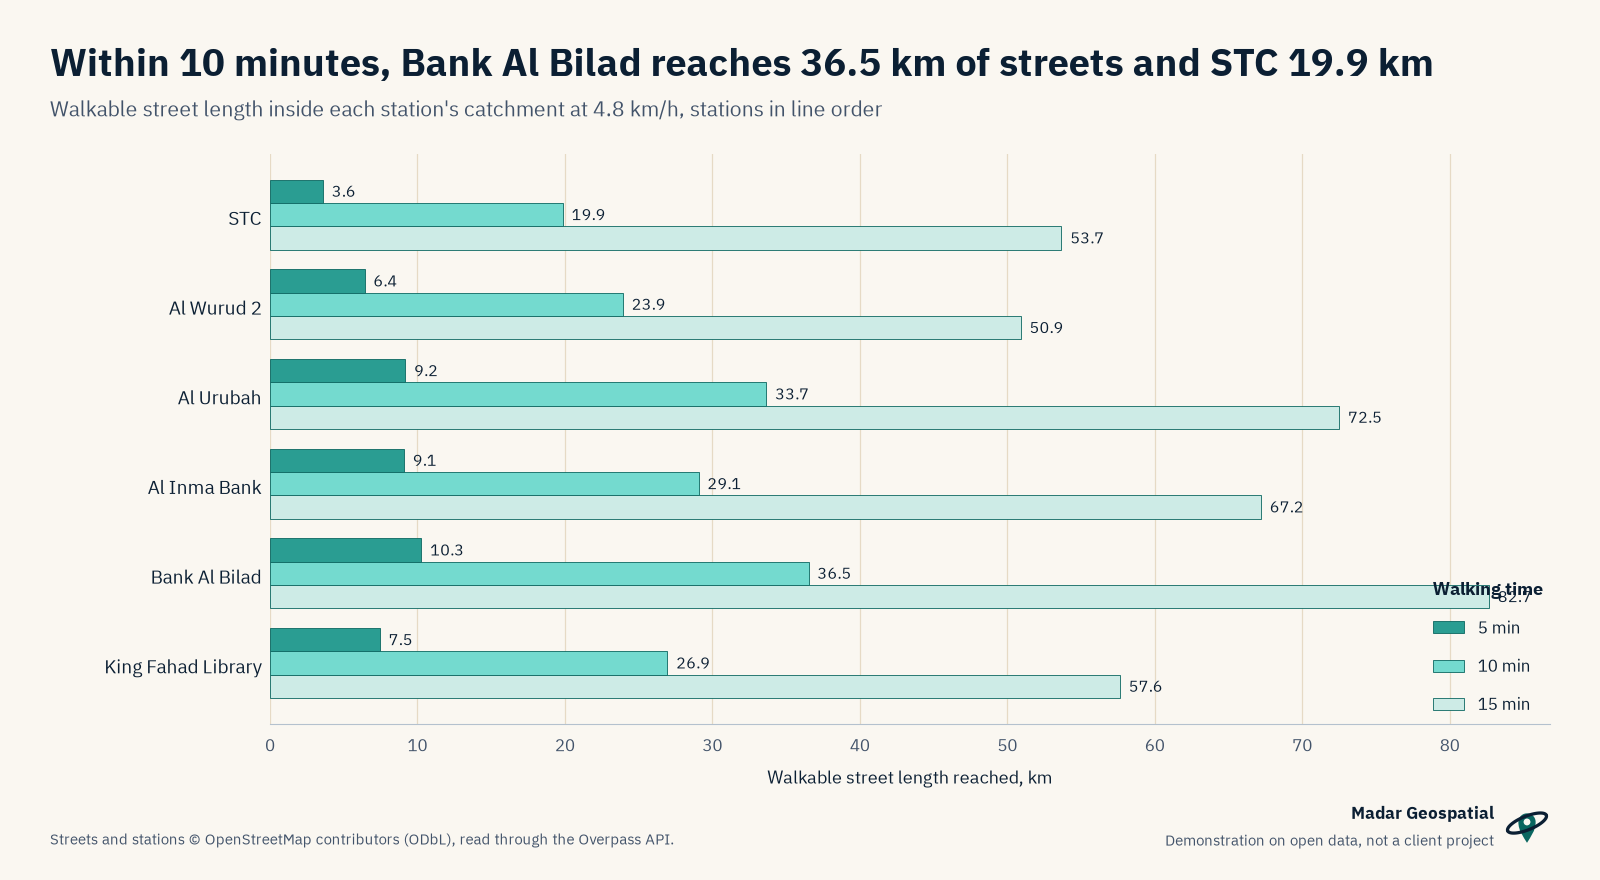 Within 10 minutes, Bank Al Bilad reaches 36.5 km of streets and STC 19.9 km
Walkable street length inside each station's catchment at 4.8 km/h, stations in line order
STC
3.6
19.9
53.7
Al Wurud 2
6.4
23.9
50.9
Al Urubah
9.2
33.7
72.5
Al Inma Bank
9.1
29.1
67.2
Bank Al Bilad
10.3
36.5
82.7
King Fahad Library
7.5
26.9
57.6
Walking time
5 min
10 min
15 min
0 10 20 30 40 50 60 70 80
Walkable street length reached, km
Streets and stations © OpenStreetMap contributors (ODbL), read through the Overpass API.
Madar Geospatial
Demonstration on open data, not a client project